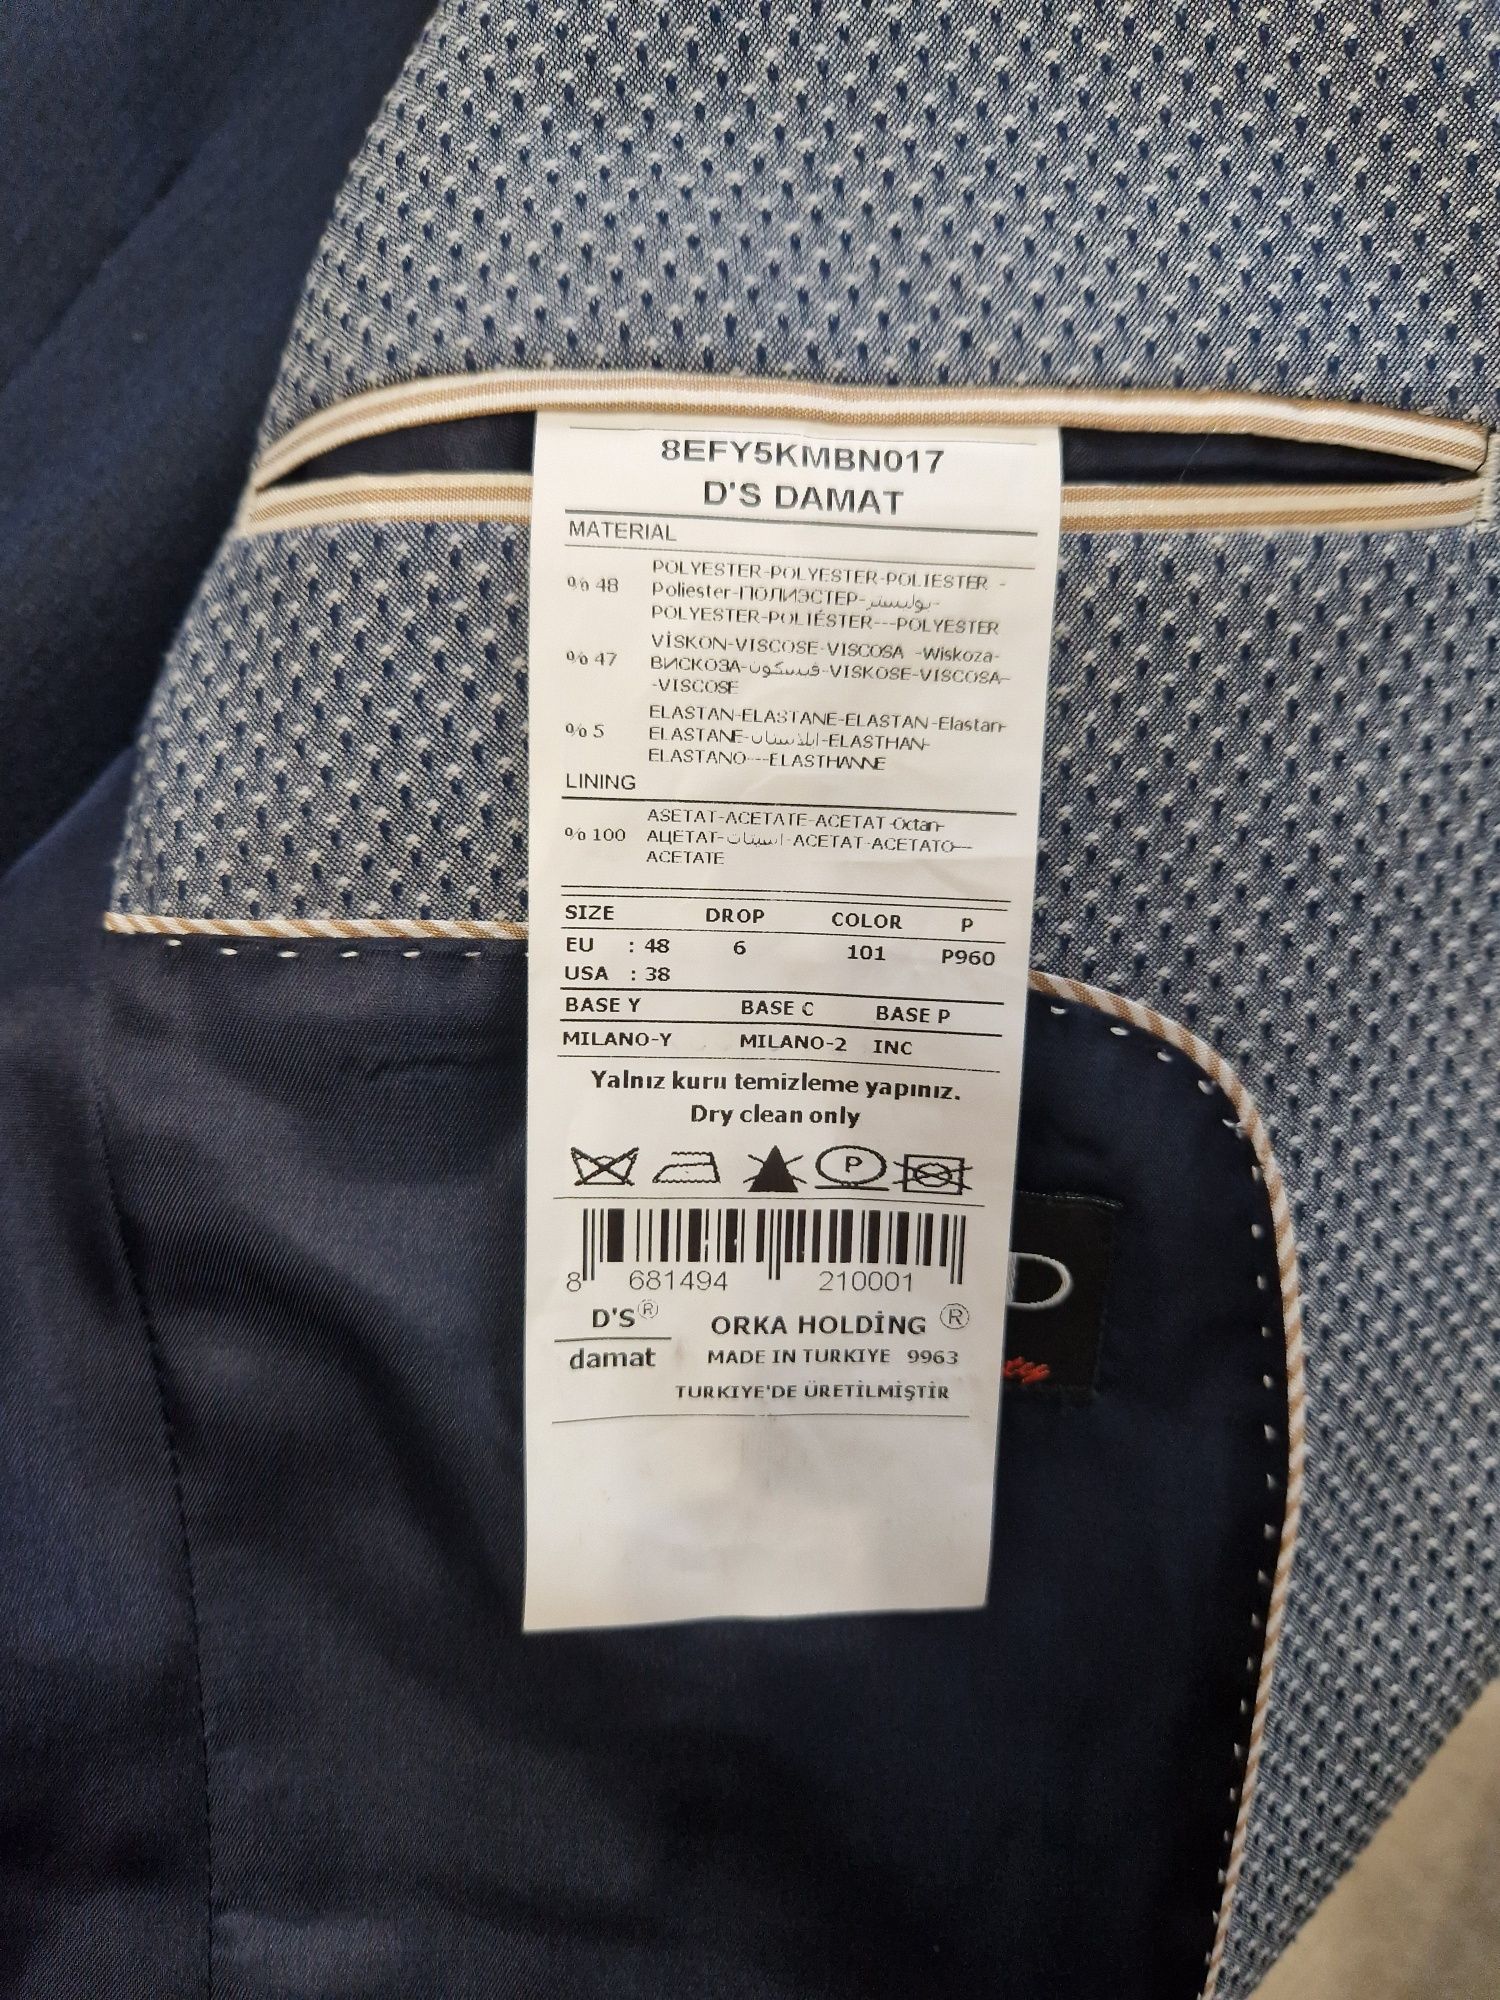 8EFY5KMBN017
D'S DAMAT
MATERIAL
% 48 POLYESTER-POLYESTER-POLIESTER -
Poliester-ПОЛИЭСТЕР-بوليستر-
POLYESTER-POLIÉSTER---POLYESTER
% 47 VİSKON-VISCOSE-VISCOSA -Wiskoza-
ВИСКОЗА-فيسكون-VISKOSE-VISCOSA-
-VISCOSE
% 5 ELASTAN-ELASTANE-ELASTAN-Elastan-
ELASTANE-ايلاستان-ELASTHAN-
ELASTANO---ELASTHANNE
LINING
% 100 ASETAT-ACETATE-ACETAT-Octan-
АЦЕТАТ-اسيتات-ACETAT-ACETATO--
ACETATE
SIZE DROP COLOR P
EU : 48 6 101 P960
USA : 38
BASE Y BASE C BASE P
MILANO-Y MILANO-2 INC
Yalnız kuru temizleme yapınız.
Dry clean only
P
8 681494 210001
D'S® ORKA HOLDİNG ®
damat MADE IN TURKIYE 9963
TURKIYE'DE ÜRETİLMİŞTİR
D